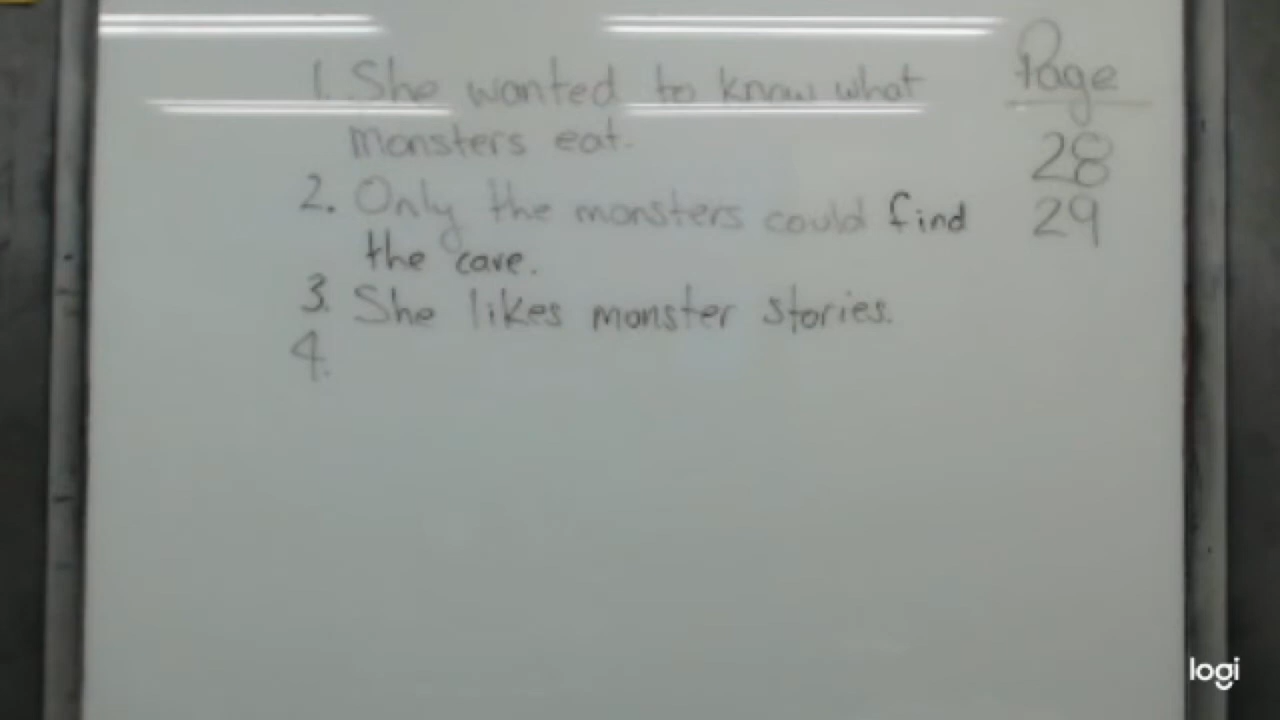 Page
1. She wanted to know what
monsters eat.
28
2. Only the monsters could find
29
the cave.
3. She likes monster stories.
4.
logi